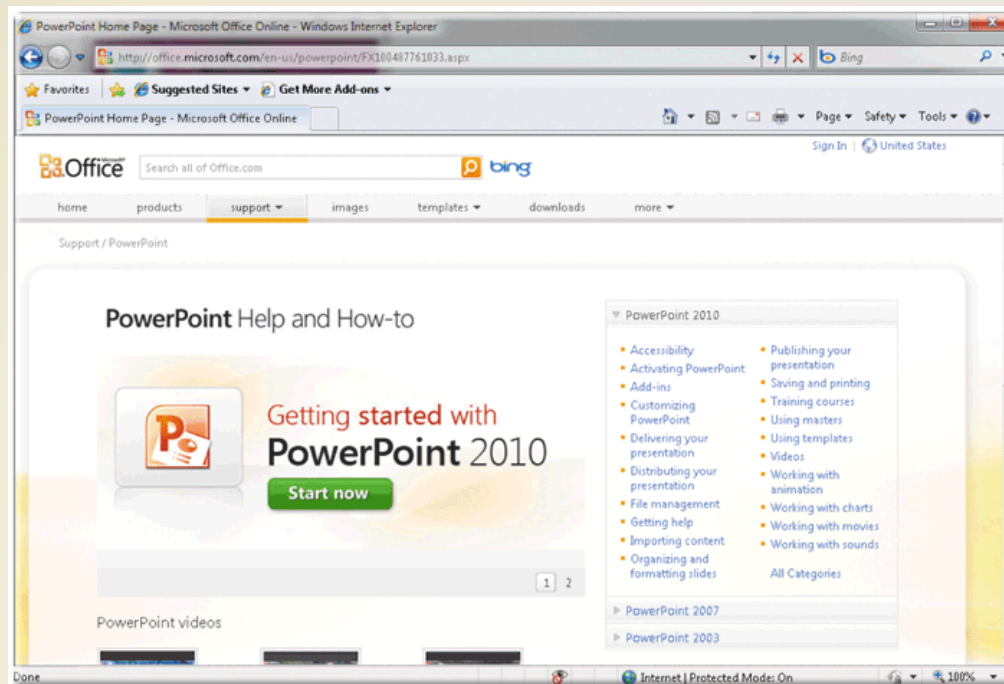 PowerPoint Home Page - Microsoft Office Online - Windows Internet Explorer
http://office.microsoft.com/en-us/powerpoint/FX100487761033.aspx
Bing
Favorites Suggested Sites Get More Add-ons
PowerPoint Home Page - Microsoft Office Online
Page Safety Tools
Sign In | United States
Microsoft
Office
Search all of Office.com
bing
home products support images templates downloads more
Support / PowerPoint
PowerPoint Help and How-to
Getting started with
PowerPoint 2010
Start now
1 2
PowerPoint videos
PowerPoint 2010
Accessibility
Activating PowerPoint
Add-ins
Customizing
PowerPoint
Delivering your
presentation
Distributing your
presentation
File management
Getting help
Importing content
Organizing and
formatting slides
Publishing your
presentation
Saving and printing
Training courses
Using masters
Using templates
Videos
Working with
animation
Working with charts
Working with movies
Working with sounds
All Categories
PowerPoint 2007
PowerPoint 2003
Done
Internet | Protected Mode: On
100%